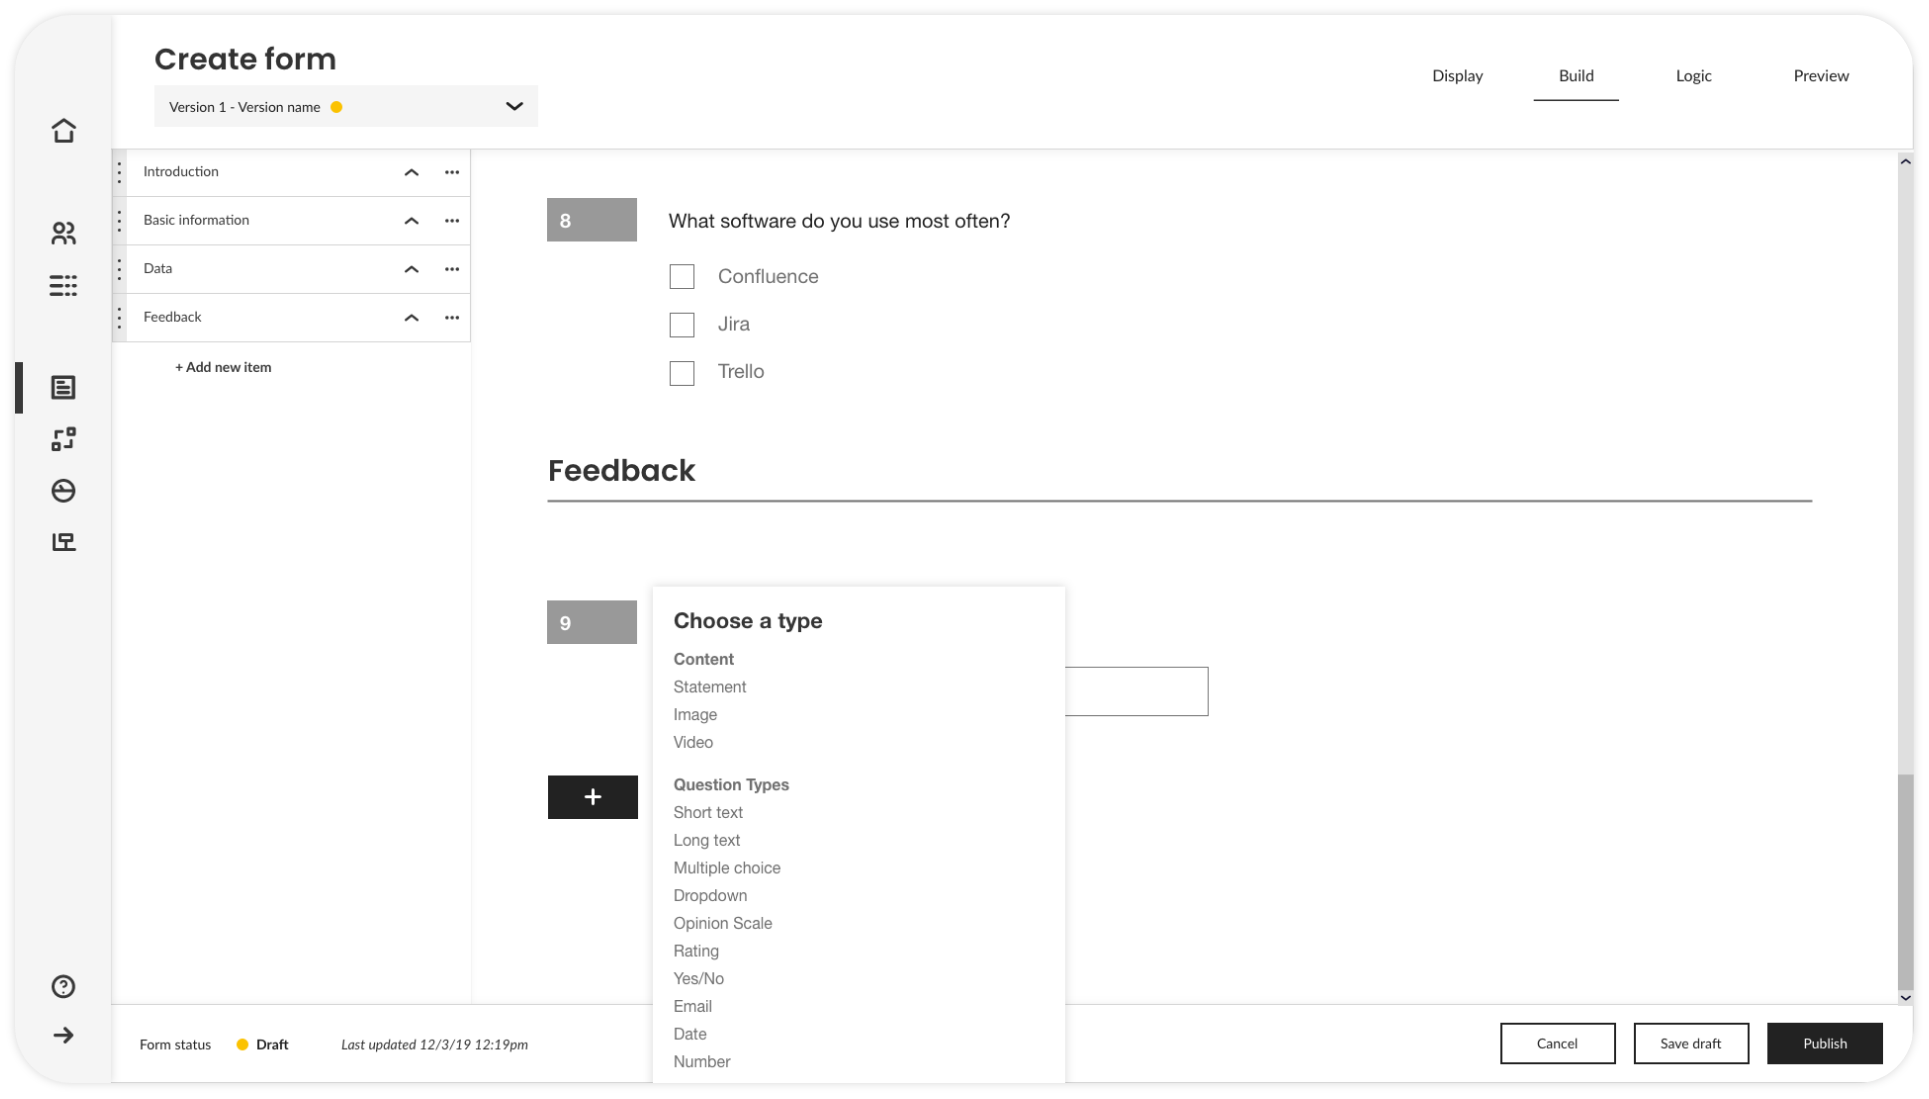 Create form
Version 1 - Version name
Display
Build
Logic
Preview
Introduction
Basic information
Data
Feedback
+ Add new item
8
What software do you use most often?
Confluence
Jira
Trello
Feedback
9
Choose a type
Content
Statement
Image
Video
+
Question Types
Short text
Long text
Multiple choice
Dropdown
Opinion Scale
Rating
Yes/No
Email
Date
Number
Form status
Draft
Last updated 12/3/19 12:19pm
Cancel
Save draft
Publish